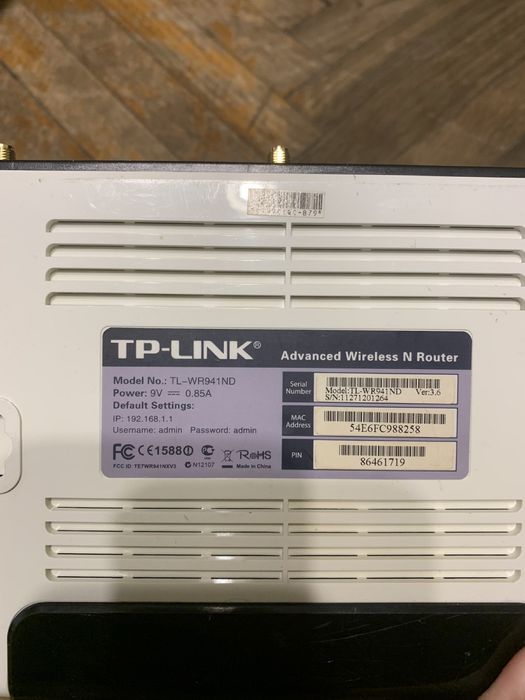 TP-LINK®
Advanced Wireless N Router
Model No.: TL-WR941ND
Power: 9V ⎓ 0.85A
Default Settings:
IP: 192.168.1.1
Username: admin Password: admin
FC CE1588 RoHS
FCC ID: TE7WR941NXV3 N12107 Made in China
Serial Number
Model:TL-WR941ND Ver:3.6
S/N:11271201264
MAC Address
54E6FC988258
PIN
86461719